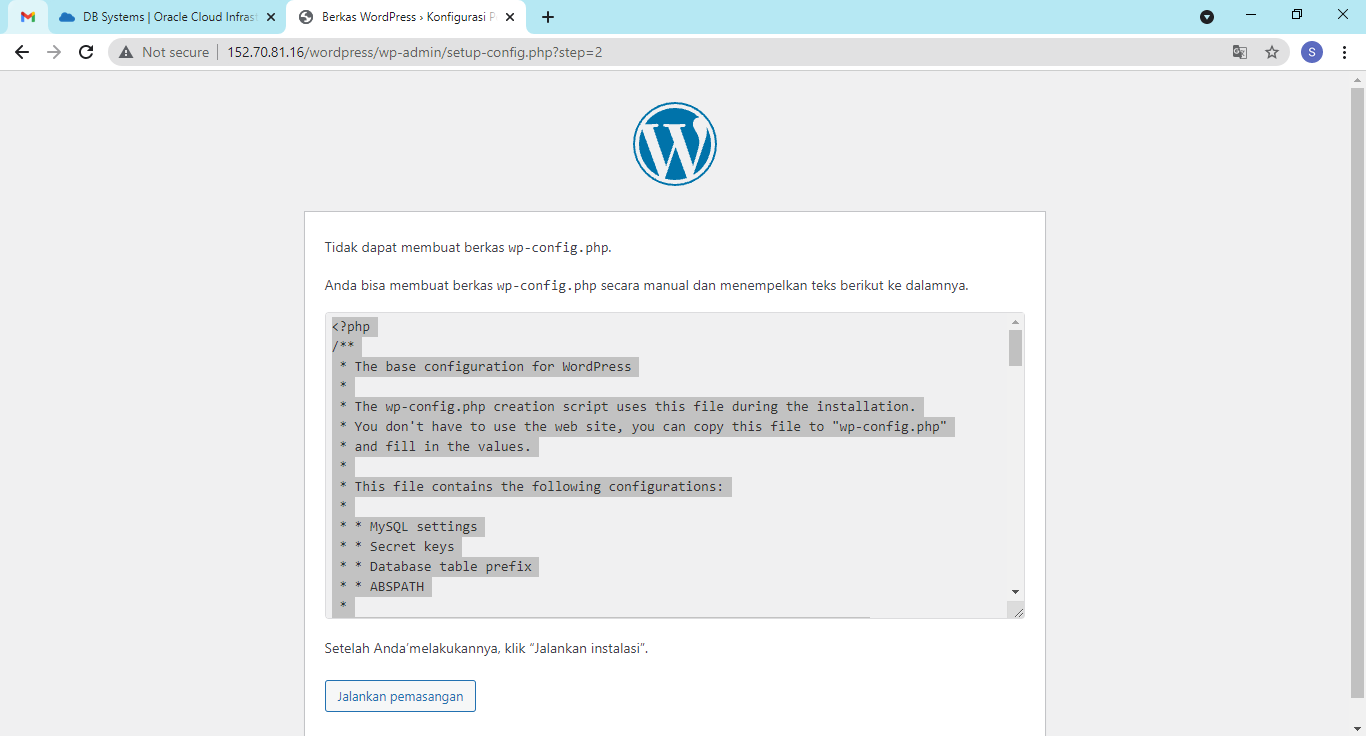 DB Systems | Oracle Cloud Infrast
Berkas WordPress › Konfigurasi P
Not secure
152.70.81.16/wordpress/wp-admin/setup-config.php?step=2
S
Tidak dapat membuat berkas wp-config.php.
Anda bisa membuat berkas wp-config.php secara manual dan menempelkan teks berikut ke dalamnya.
<?php
/**
* The base configuration for WordPress
*
* The wp-config.php creation script uses this file during the installation.
* You don't have to use the web site, you can copy this file to "wp-config.php"
* and fill in the values.
*
* This file contains the following configurations:
*
* * MySQL settings
* * Secret keys
* * Database table prefix
* * ABSPATH
*
Setelah Anda'melakukannya, klik “Jalankan instalasi”.
Jalankan pemasangan